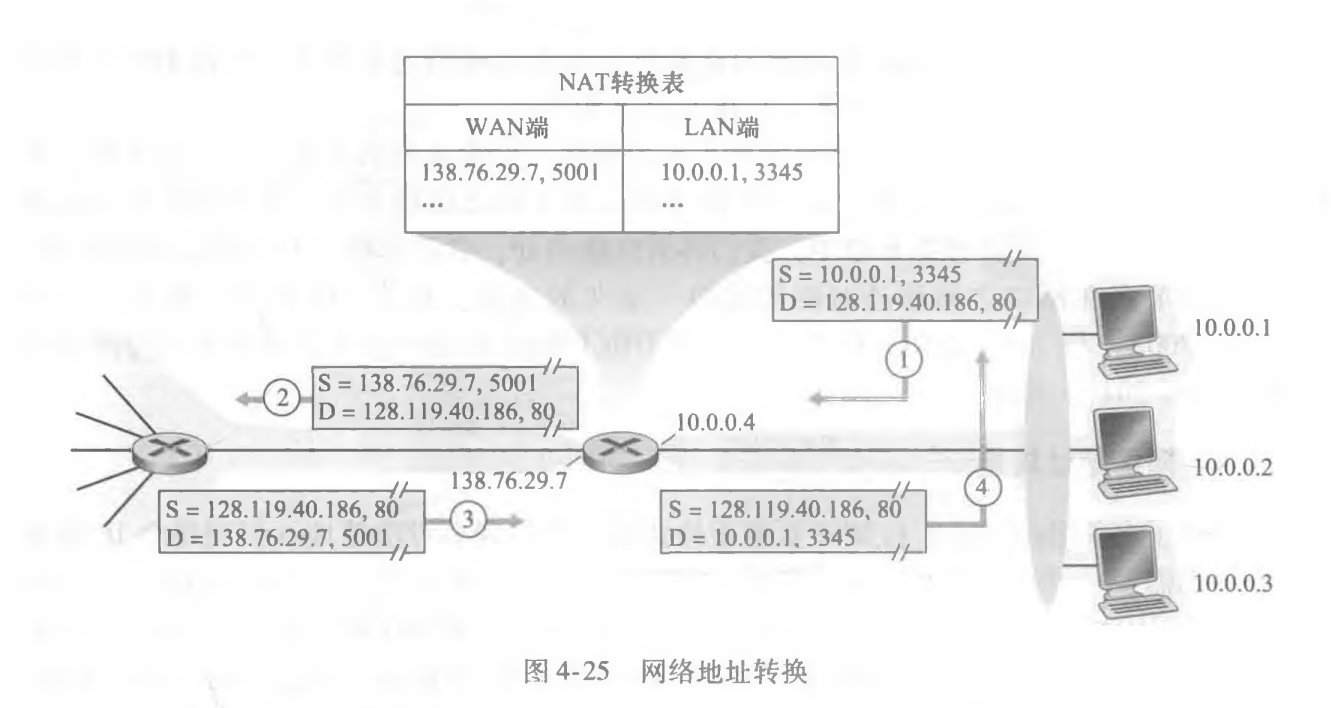 NAT转换表
WAN端
LAN端
138.76.29.7, 5001
10.0.0.1, 3345
...
...
S = 10.0.0.1, 3345
D = 128.119.40.186, 80
10.0.0.1
1
2
S = 138.76.29.7, 5001
D = 128.119.40.186, 80
10.0.0.4
10.0.0.2
138.76.29.7
4
S = 128.119.40.186, 80
D = 138.76.29.7, 5001
3
S = 128.119.40.186, 80
D = 10.0.0.1, 3345
10.0.0.3
图 4-25 网络地址转换